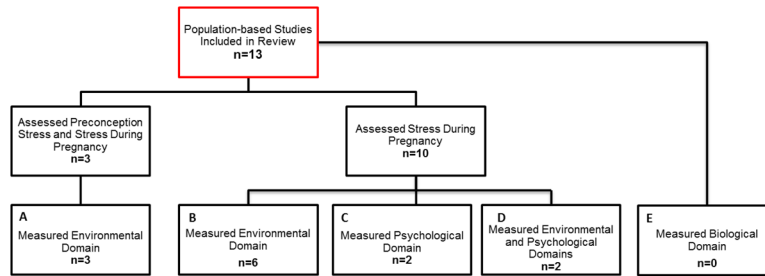 Population-based Studies
Included in Review
n=13
Assessed Preconception
Stress and Stress During
Pregnancy
n=3
Assessed Stress During
Pregnancy
n=10
A
Measured Environmental
Domain
n=3
B
Measured Environmental
Domain
n=6
C
Measured Psychological
Domain
n=2
D
Measured Environmental
and Psychological
Domains
n=2
E
Measured Biological
Domain
n=0